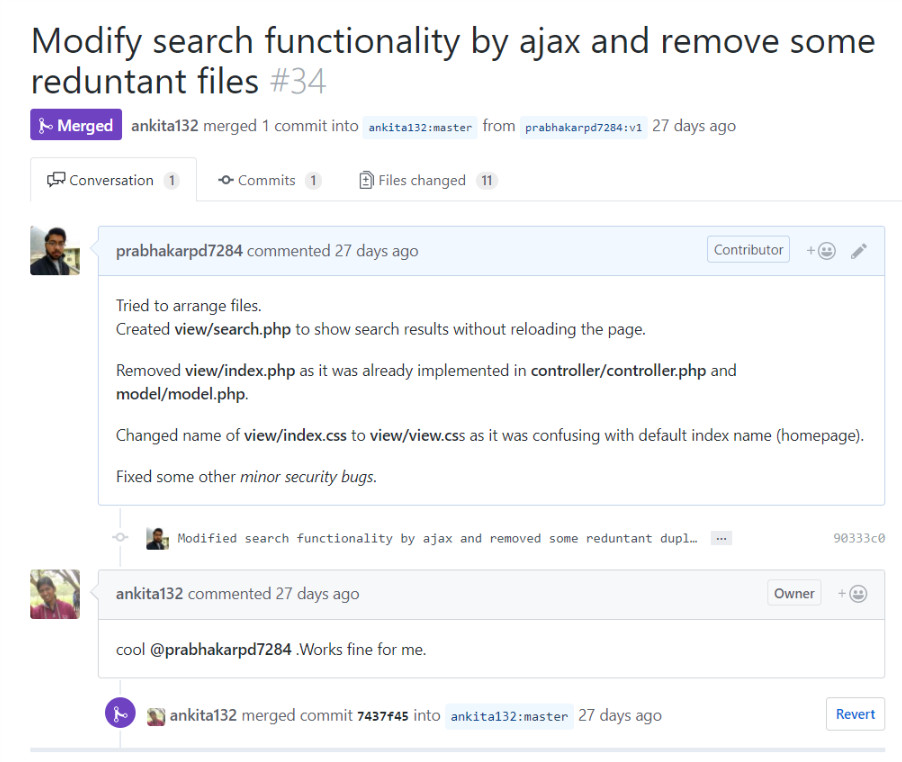 Modify search functionality by ajax and remove some
reduntant files #34
Merged ankita132 merged 1 commit into ankita132:master from prabhakarpd7284:v1 27 days ago
Conversation 1 Commits 1 Files changed 11
prabhakarpd7284 commented 27 days ago Contributor +
Tried to arrange files.
Created view/search.php to show search results without reloading the page.
Removed view/index.php as it was already implemented in controller/controller.php and
model/model.php.
Changed name of view/index.css to view/view.css as it was confusing with default index name (homepage).
Fixed some other minor security bugs.
Modified search functionality by ajax and removed some reduntant dupl… … 90333c0
ankita132 commented 27 days ago Owner +
cool @prabhakarpd7284 .Works fine for me.
ankita132 merged commit 7437f45 into ankita132:master 27 days ago Revert